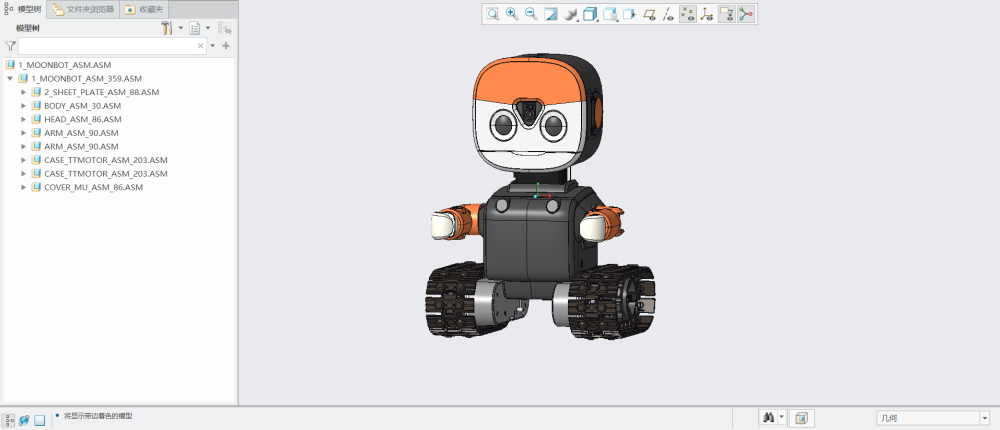 模型树 文件夹浏览器 收藏夹
模型树
1_MOONBOT_ASM.ASM
1_MOONBOT_ASM_359.ASM
2_SHEET_PLATE_ASM_88.ASM
BODY_ASM_30.ASM
HEAD_ASM_86.ASM
ARM_ASM_90.ASM
ARM_ASM_90.ASM
CASE_TTMOTOR_ASM_203.ASM
CASE_TTMOTOR_ASM_203.ASM
COVER_MU_ASM_86.ASM
将显示带边着色的模型
几何